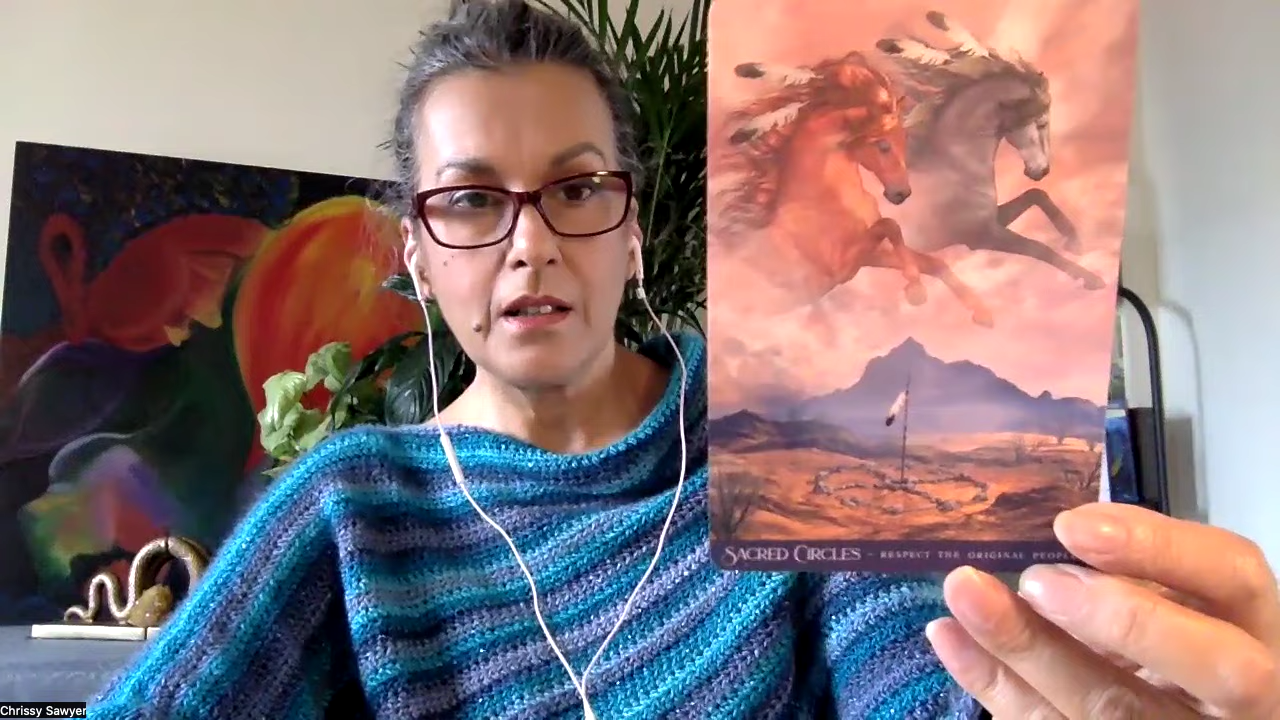 SACRED CIRCLES - RESPECT THE ORIGINAL PEOPLE
Chrissy Sawyer